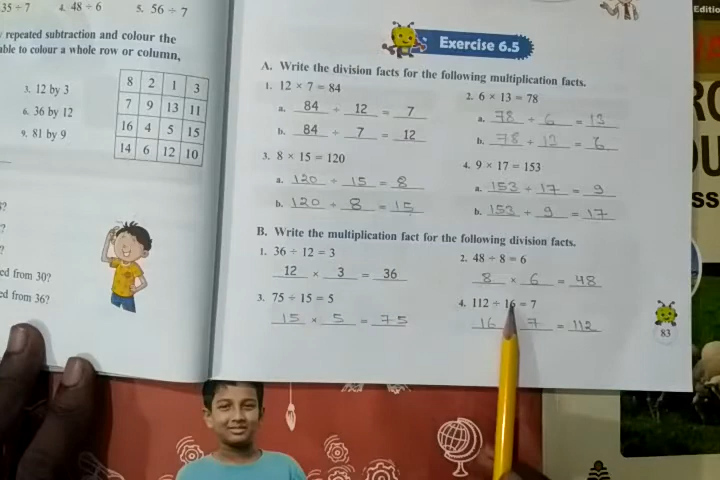 35 ÷ 7 4. 48 ÷ 6 5. 56 ÷ 7
repeated subtraction and colour the
able to colour a whole row or column,
3. 12 by 3
6. 36 by 12
9. 81 by 9
8 2 1 3
7 9 13 11
16 4 5 15
14 6 12 10
?
?
?
ed from 30?
ed from 36?
Exercise 6.5
A. Write the division facts for the following multiplication facts.
1. 12 × 7 = 84
a. 84 ÷ 12 = 7
b. 84 ÷ 7 = 12
2. 6 × 13 = 78
a. 78 ÷ 6 = 13
b. 78 ÷ 13 = 6
3. 8 × 15 = 120
a. 120 ÷ 15 = 8
b. 120 ÷ 8 = 15
4. 9 × 17 = 153
a. 153 ÷ 17 = 9
b. 153 ÷ 9 = 17
B. Write the multiplication fact for the following division facts.
1. 36 ÷ 12 = 3
12 × 3 = 36
2. 48 ÷ 8 = 6
8 × 6 = 48
3. 75 ÷ 15 = 5
15 × 5 = 75
4. 112 ÷ 16 = 7
16 7 = 112
83
Editio